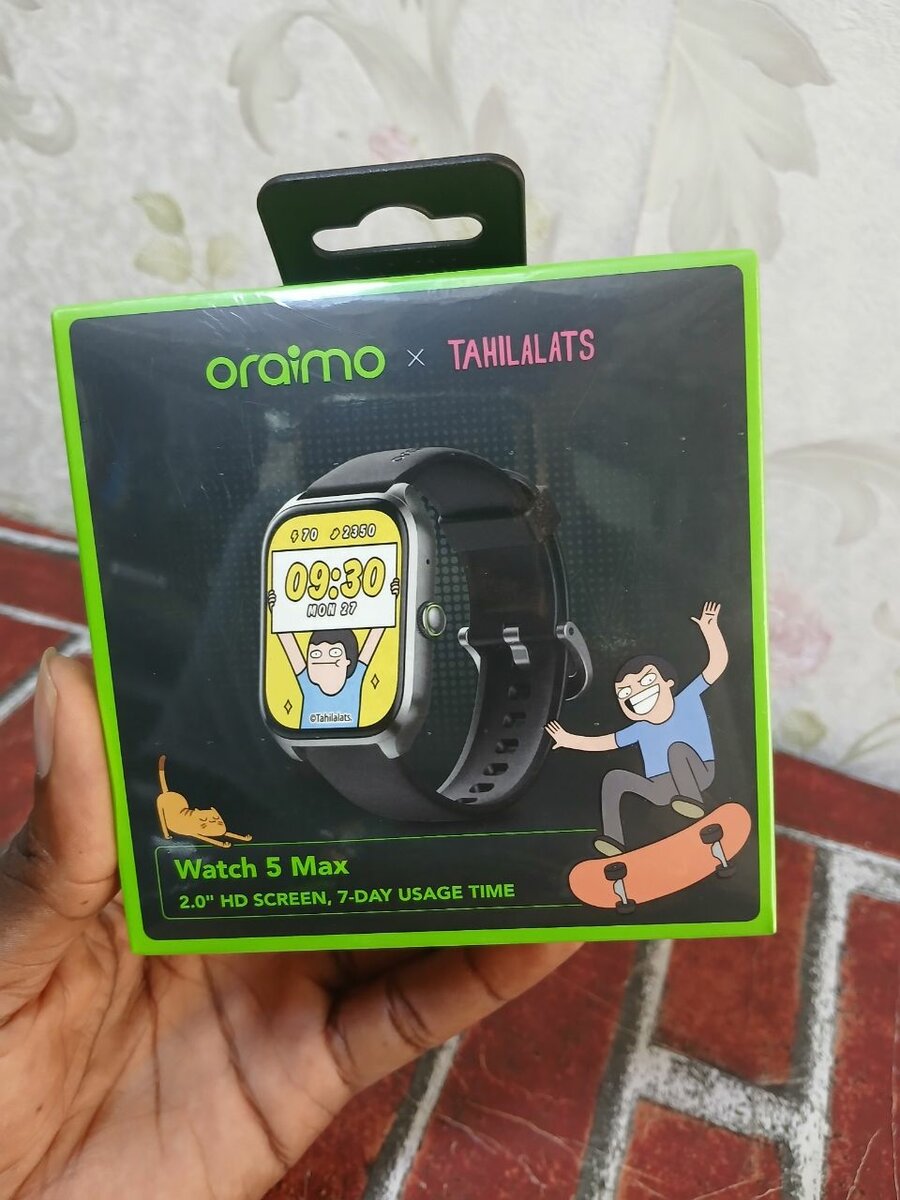 oraimo × TAHILALATS
70 2350
09:30
MON 27
©Tahilalats.
Watch 5 Max
2.0" HD SCREEN, 7-DAY USAGE TIME